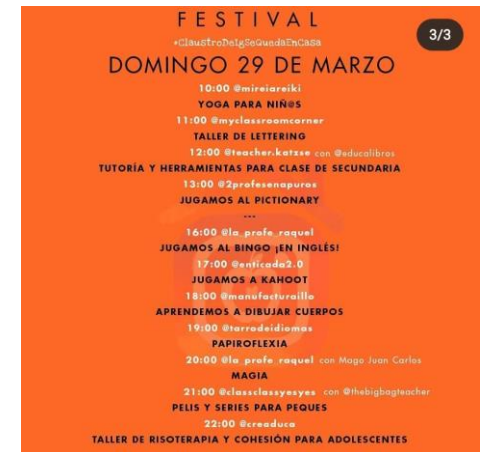 FESTIVAL
3/3
#ClaustroDeIgSeQuedaEnCasa
DOMINGO 29 DE MARZO
10:00 @mireiareiki
YOGA PARA NIÑ@S
11:00 @myclassroomcorner
TALLER DE LETTERING
12:00 @teacher.katzse con @educalibros
TUTORÍA Y HERRAMIENTAS PARA CLASE DE SECUNDARIA
13:00 @2profesenapuros
JUGAMOS AL PICTIONARY
---
16:00 @la_profe_raquel
JUGAMOS AL BINGO ¡EN INGLÉS!
17:00 @enticada2.0
JUGAMOS A KAHOOT
18:00 @manufacturaillo
APRENDEMOS A DIBUJAR CUERPOS
19:00 @tarrodeidiomas
PAPIROFLEXIA
20:00 @la_profe_raquel con Mago Juan Carlos
MAGIA
21:00 @classclassyesyes con @thebigbagteacher
PELIS Y SERIES PARA PEQUES
22:00 @creaduca
TALLER DE RISOTERAPIA Y COHESIÓN PARA ADOLESCENTES